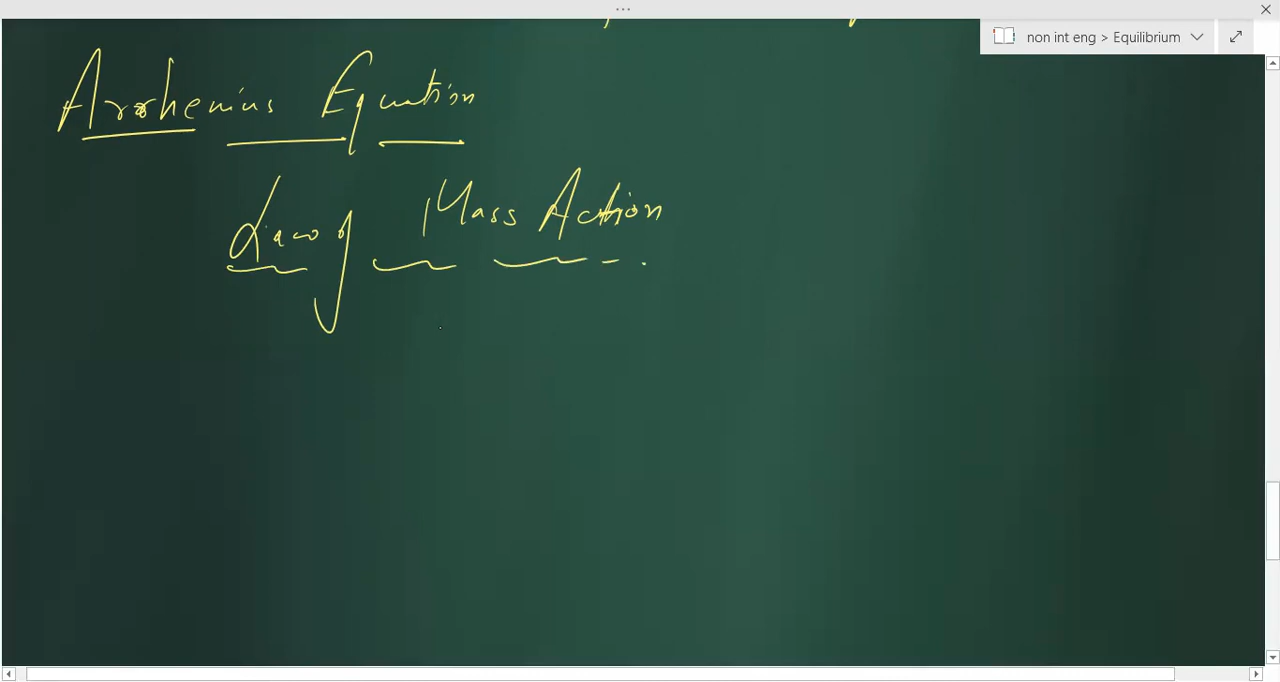 non int eng > Equilibrium
Arrhenius Equation
Law of Mass Action